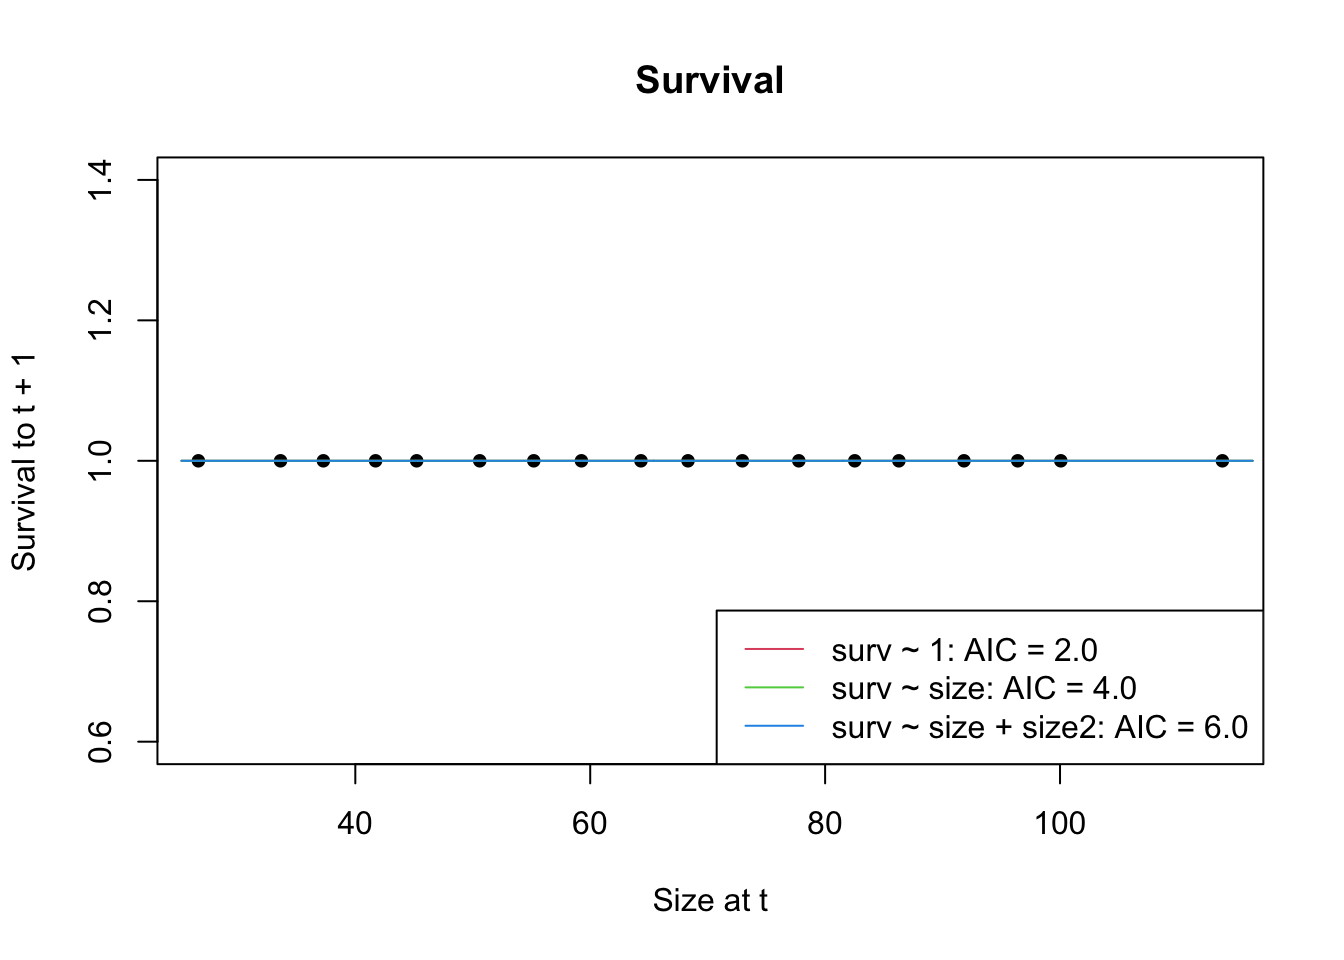 Survival
Survival to t + 1
1.4
1.2
1.0
0.8
0.6
surv ~ 1: AIC = 2.0
surv ~ size: AIC = 4.0
surv ~ size + size2: AIC = 6.0
40
60
80
100
Size at t